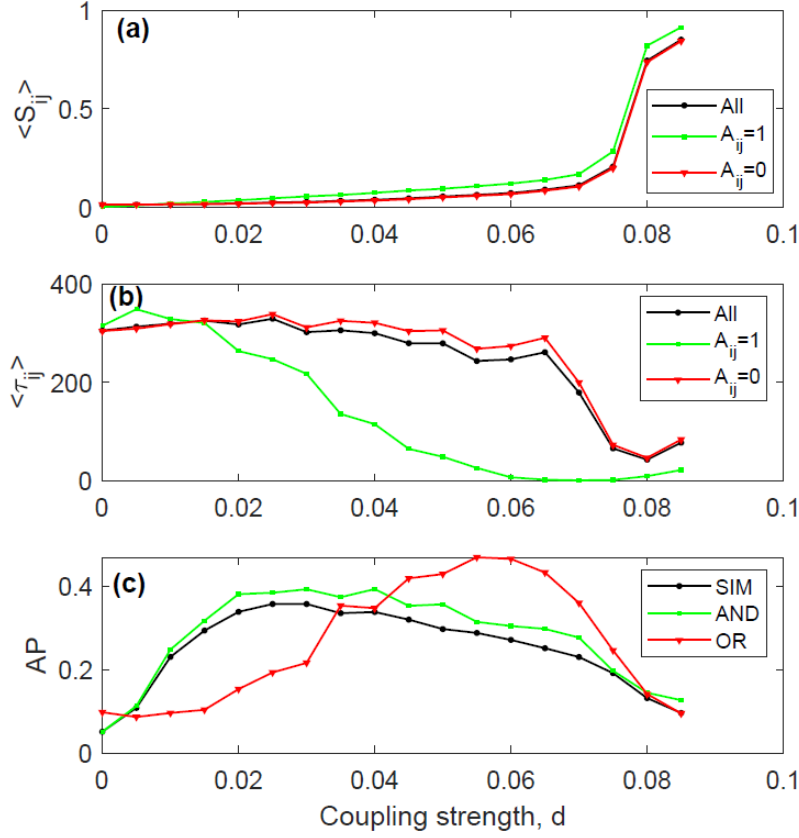 (a)
1
0.5
0
<S_ij>
All
A_ij=1
A_ij=0
0 0.02 0.04 0.06 0.08 0.1
(b)
400
200
0
<τ_ij>
All
A_ij=1
A_ij=0
0 0.02 0.04 0.06 0.08 0.1
(c)
0.4
0.2
0
AP
SIM
AND
OR
0 0.02 0.04 0.06 0.08 0.1
Coupling strength, d